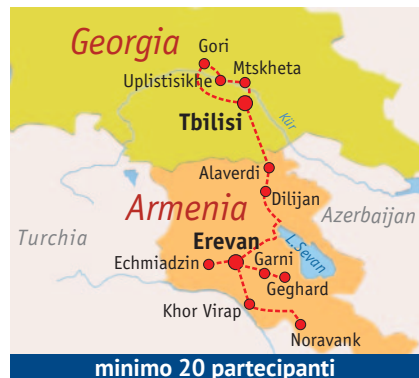 Georgia
Gori
Uplistisikhe
Mtskheta
Tbilisi
Kür
Alaverdi
Dilijan
Armenia
Azerbaijan
Turchia
Erevan
L.Sevan
Garni
Echmiadzin
Geghard
Khor Virap
Noravank
minimo 20 partecipanti